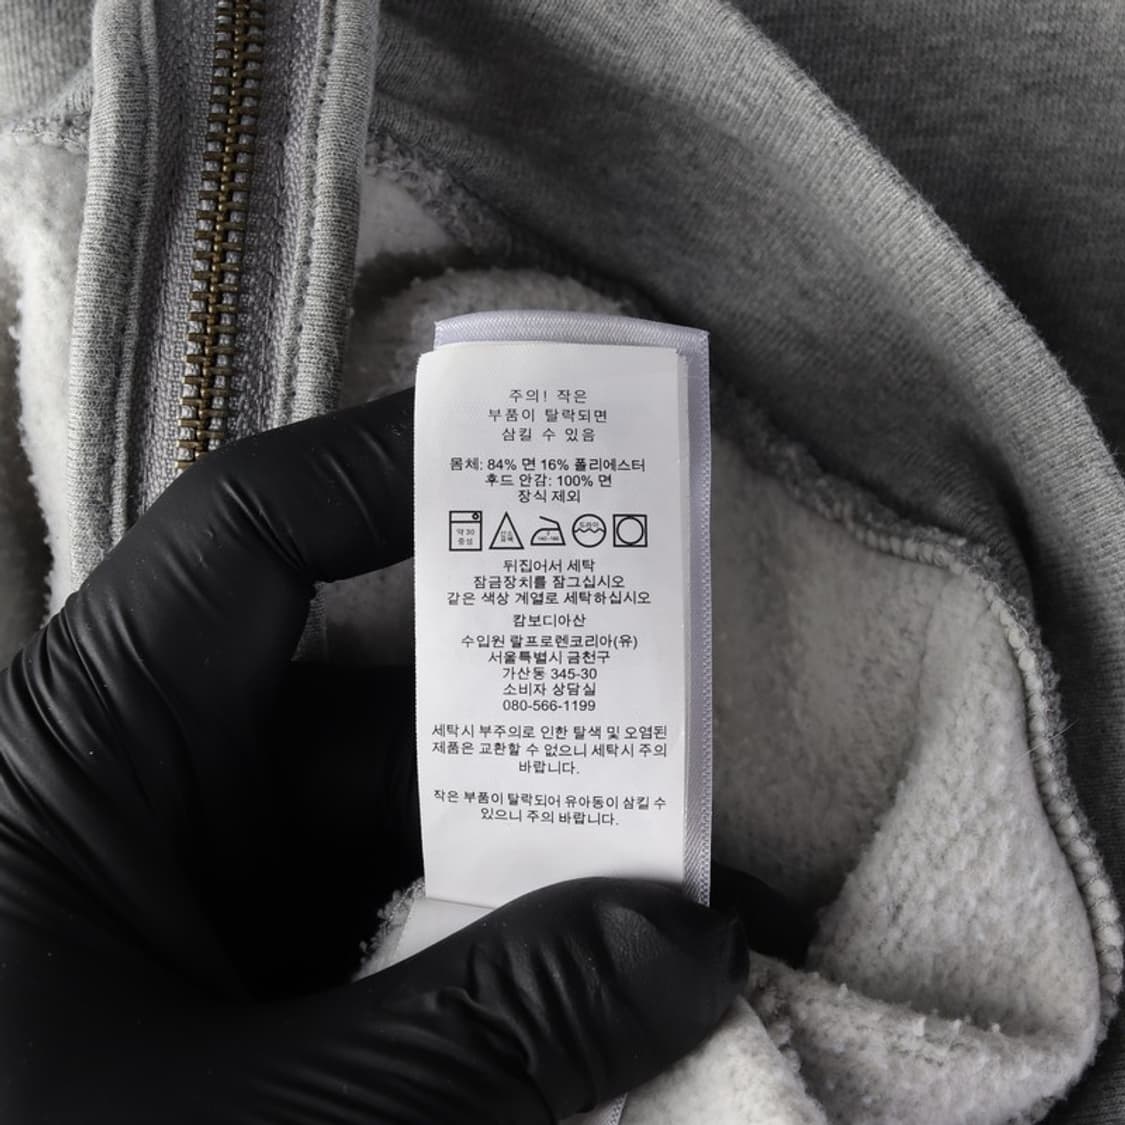 주의! 작은
부품이 탈락되면
삼킬 수 있음
몸체: 84% 면 16% 폴리에스터
후드 안감: 100% 면
장식 제외
약 30
중성
드라이
뒤집어서 세탁
잠금장치를 잠그십시오
같은 색상 계열로 세탁하십시오
캄보디아산
수입원 랄프로렌코리아(유)
서울특별시 금천구
가산동 345-30
소비자 상담실
080-566-1199
세탁시 부주의로 인한 탈색 및 오염된
제품은 교환할 수 없으니 세탁시 주의
바랍니다.
작은 부품이 탈락되어 유아동이 삼킬 수
있으니 주의 바랍니다.